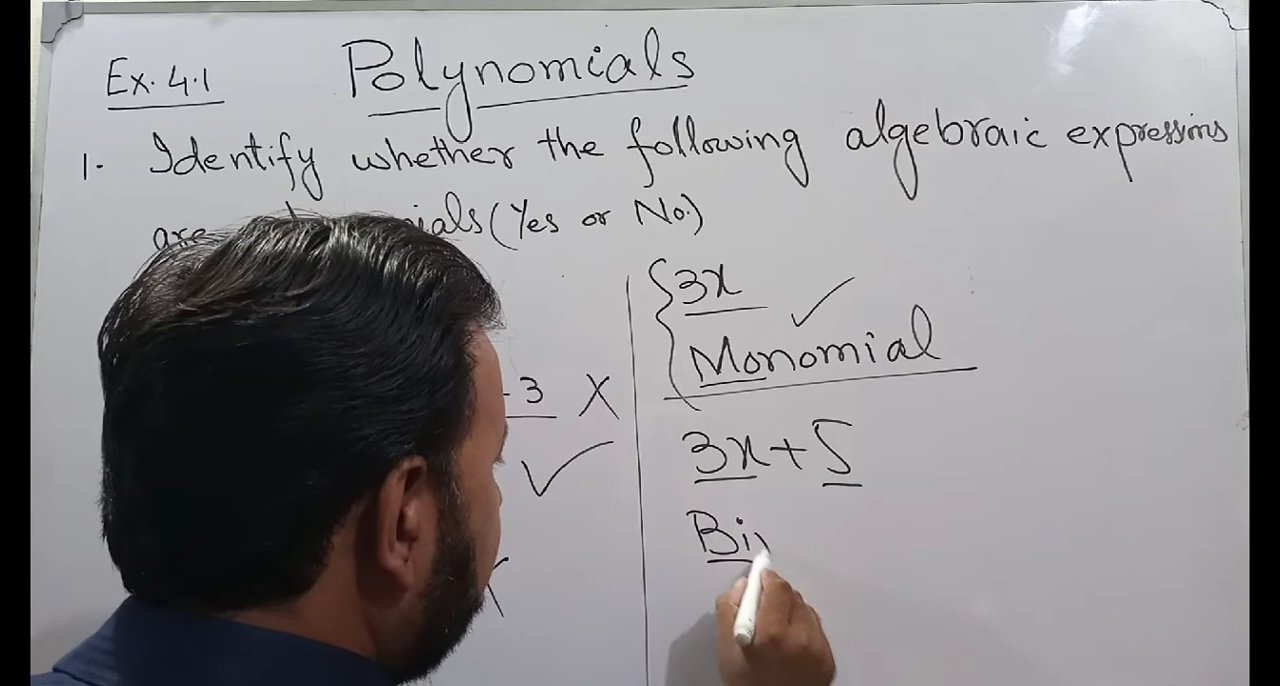 Ex. 4.1 Polynomials
1. Identify whether the following algebraic expressions
are (Yes or No.)
3x ✓
Monomial
3 X
✓
3x + 5
Bi